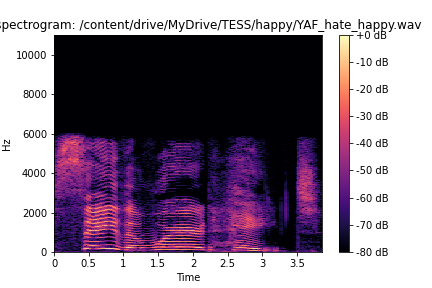 spectrogram: /content/drive/MyDrive/TESS/happy/YAF_hate_happy.wav
10000
8000
6000
4000
2000
0
Hz
0 0.5 1 1.5 2 2.5 3 3.5
Time
+0 dB
-10 dB
-20 dB
-30 dB
-40 dB
-50 dB
-60 dB
-70 dB
-80 dB